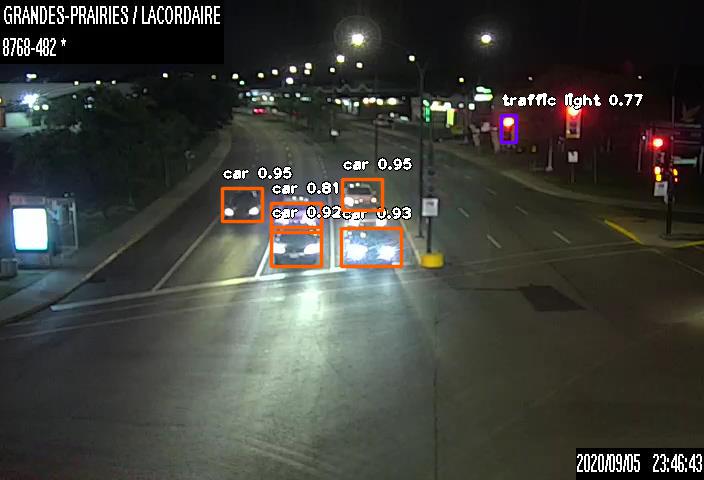 GRANDES-PRAIRIES / LACORDAIRE
8768-482 *
traffic light 0.77
car 0.95
car 0.95
car 0.81
car 0.92
car 0.93
2020/09/05 23:46:43